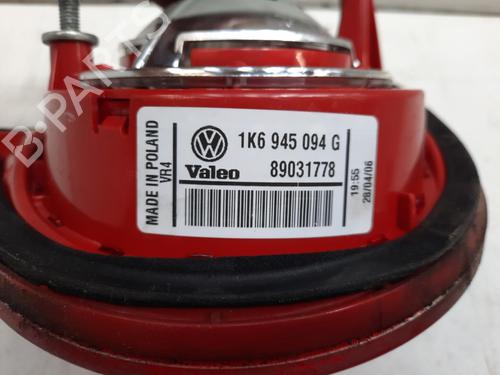 B-PARTS
MADE IN POLAND
VR4
1K6 945 094 G
Valeo
89031778
19:55
28/04/06